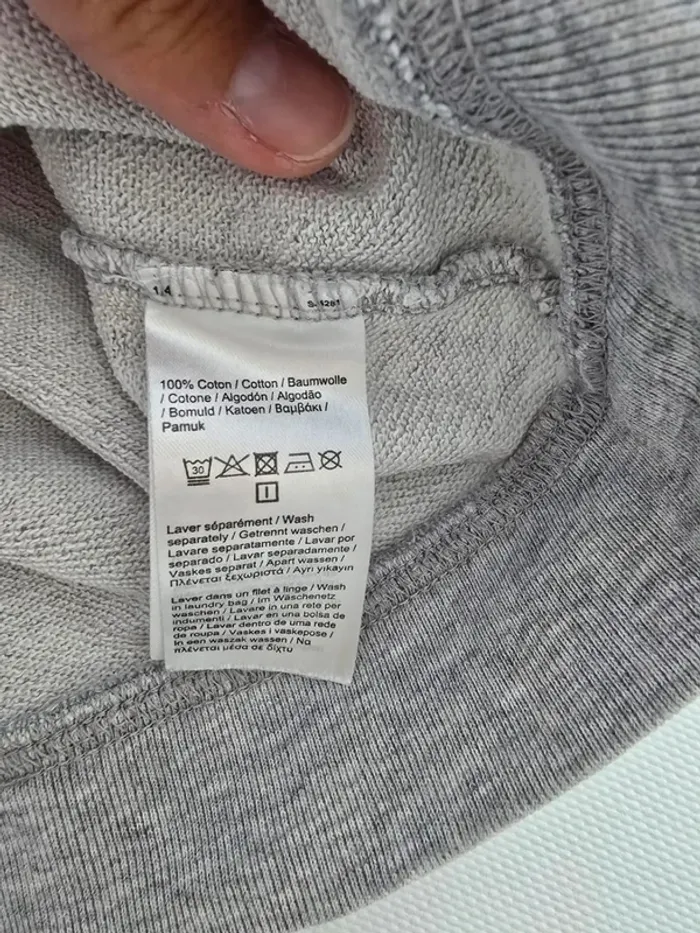 1.4
100% Coton / Cotton / Baumwolle
/ Cotone / Algodón / Algodão
/ Bomuld / Katoen / Βαμβάκι /
Pamuk
30
Laver séparément / Wash
separately / Getrennt waschen /
Lavare separatamente / Lavar por
separado / Lavar separadamente /
Vaskes separat / Apart wassen /
Πλένεται ξεχωριστά / Ayrı yıkayın
Laver dans un filet à linge / Wash
in laundry bag / Im Wäschenetz
waschen / Lavare in una rete per
indumenti / Lavar en una bolsa de
ropa / Lavar dentro de uma rede
de roupa / Vaskes i vaskepose /
In een waszak wassen / Να
πλένεται μέσα σε δίχτυ